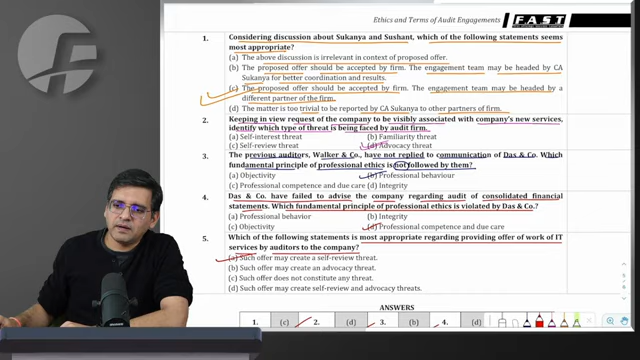 Ethics and Terms of Audit Engagements
FAST
1. Considering discussion about Sukanya and Sushant, which of the following statements seems
most appropriate?
(a) The above discussion is irrelevant in context of proposed offer.
(b) The proposed offer should be accepted by firm. The engagement team may be headed by CA
Sukanya for better coordination and results.
(c) The proposed offer should be accepted by firm. The engagement team may be headed by a
different partner of the firm.
(d) The matter is too trivial to be reported by CA Sukanya to other partners of firm.
2. Keeping in view request of the company to be visibly associated with company's new services,
identify which type of threat is being faced by audit firm.
(a) Self-interest threat (b) Familiarity threat
(c) Self-review threat (d) Advocacy threat
3. The previous auditors, Walker & Co., have not replied to communication of Das & Co. Which
fundamental principle of professional ethics is not followed by them?
(a) Objectivity (b) Professional behaviour
(c) Professional competence and due care (d) Integrity
4. Das & Co. have failed to advise the company regarding audit of consolidated financial
statements. Which fundamental principle of professional ethics is violated by Das & Co.?
(a) Professional behavior (b) Integrity
(c) Objectivity (d) Professional competence and due care
5. Which of the following statements is most appropriate regarding providing offer of work of IT
services by auditors to the company?
(a) Such offer may create a self-review threat.
(b) Such offer may create an advocacy threat.
(c) Such offer does not constitute any threat.
(d) Such offer may create self-review and advocacy threats.
ANSWERS
1. (c) 2. (d) 3. (b) 4. (d)